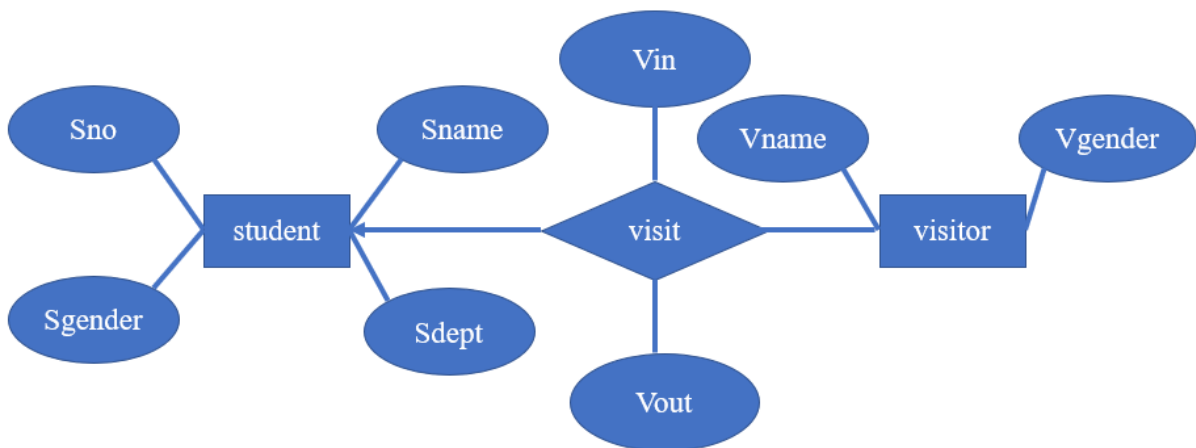 Vin
Sno
Sname
Vname
Vgender
student
visit
visitor
Sgender
Sdept
Vout